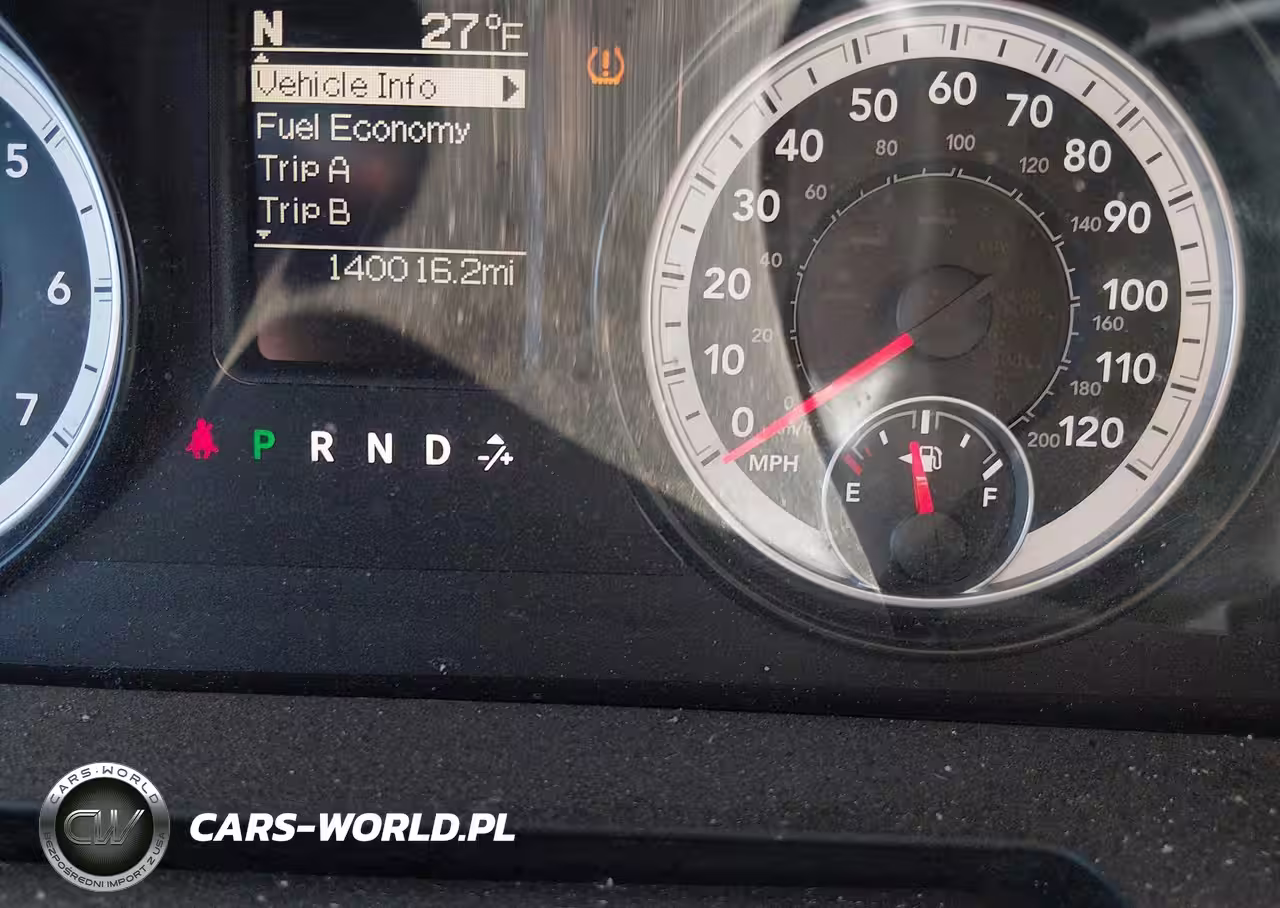 N 27°F
Vehicle Info
Fuel Economy
Trip A
Trip B
140016.2mi
5
6
7
P R N D -/+
0 10 20 30 40 50 60 70 80 90 100 110 120
20 40 60 80 100 120 140 160 180 200
0
km/h
MPH
E F
CARS-WORLD
CW
BEZPOŚREDNI IMPORT Z USA
CARS-WORLD.PL